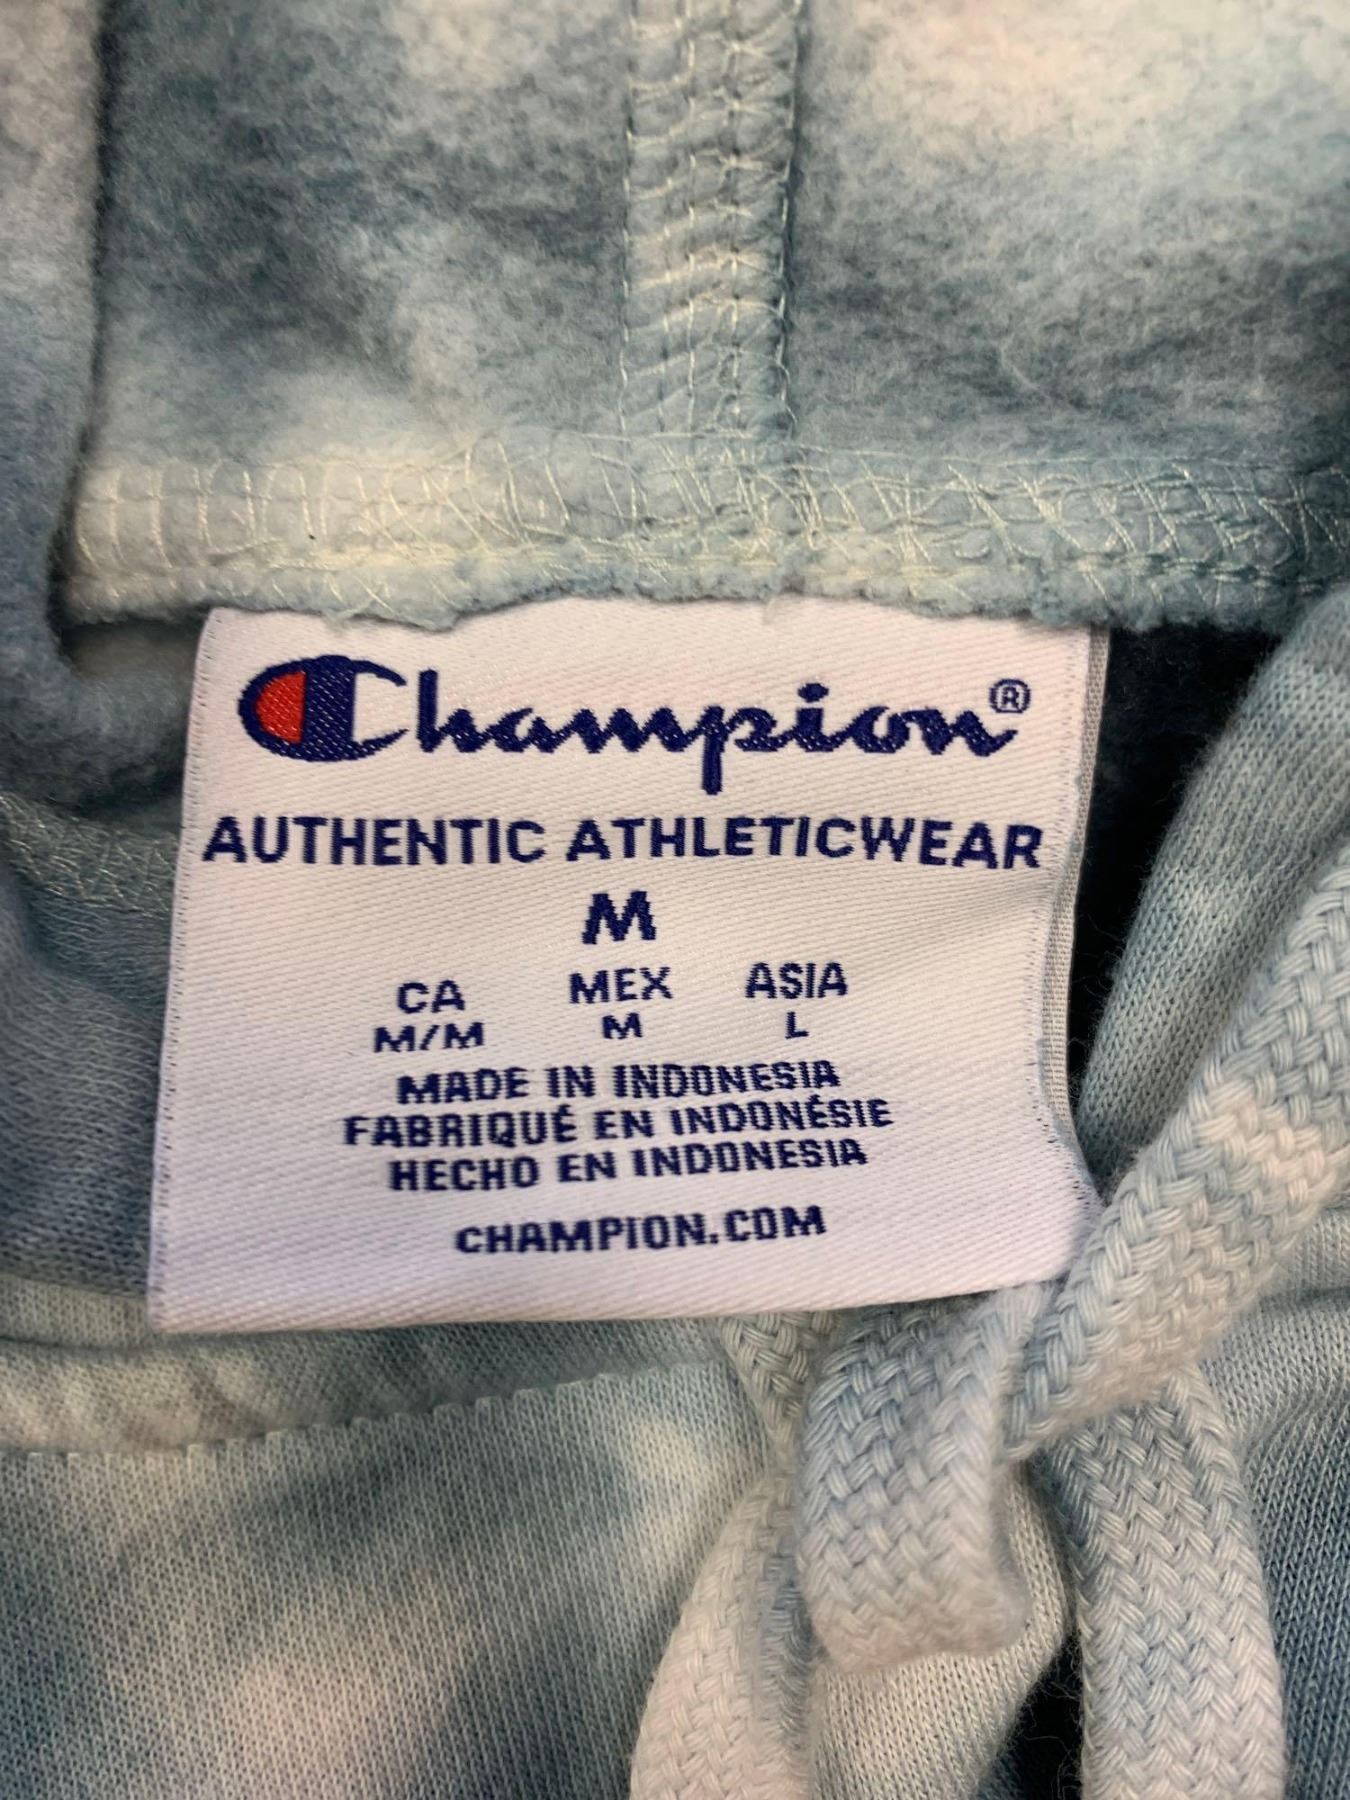 Champion®
AUTHENTIC ATHLETICWEAR
M
CA MEX ASIA
M/M M L
MADE IN INDONESIA
FABRIQUÉ EN INDONÉSIE
HECHO EN INDONESIA
CHAMPION.COM